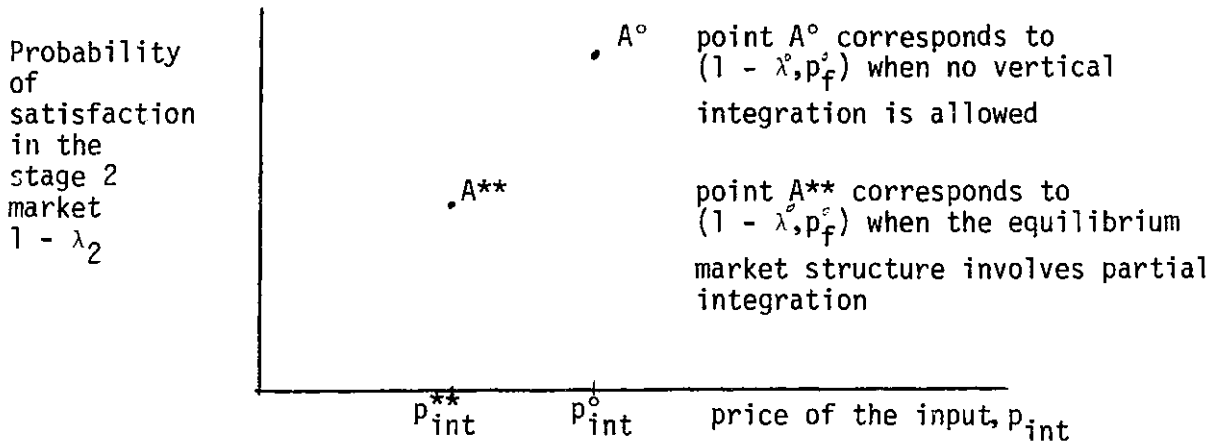 Probability
of
satisfaction
in the
stage 2
market
1 - λ₂
A°
point A° corresponds to
(1 - λ°,p°f) when no vertical
integration is allowed
A**
point A** corresponds to
(1 - λ°,p°f) when the equilibrium
market structure involves partial
integration
p**int
p°int
price of the input, pint